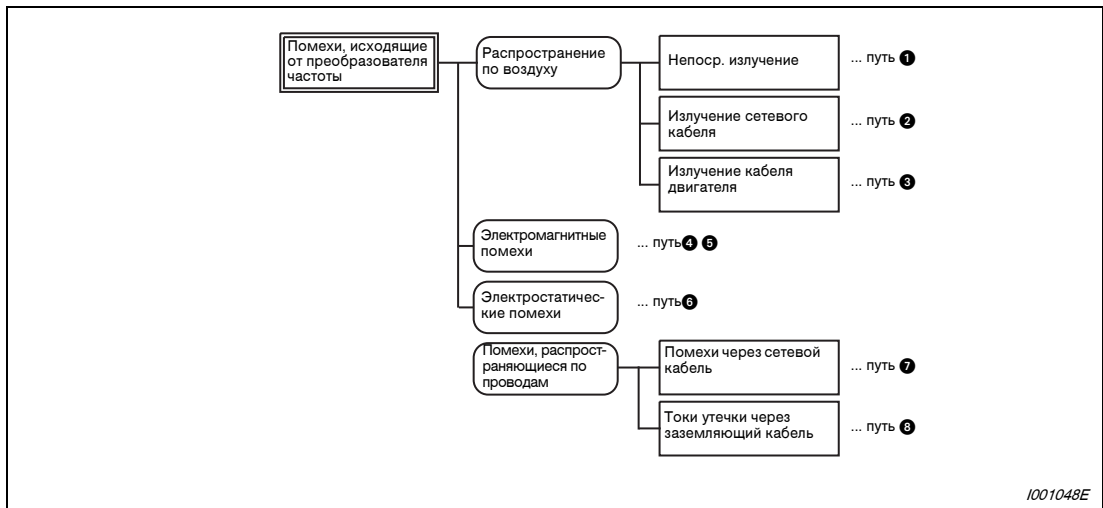 Помехи, исходящие
от преобразователя
частоты
Распространение
по воздуху
Непоср. излучение
... путь ❶
Излучение сетевого
кабеля
... путь ❷
Излучение кабеля
двигателя
... путь ❸
Электромагнитные
помехи
... путь❹ ❺
Электростатичес-
кие помехи
... путь❻
Помехи, распрост-
раняющиеся по
проводам
Помехи через сетевой
кабель
... путь ❼
Токи утечки через
заземляющий кабель
... путь ❽
I001048E